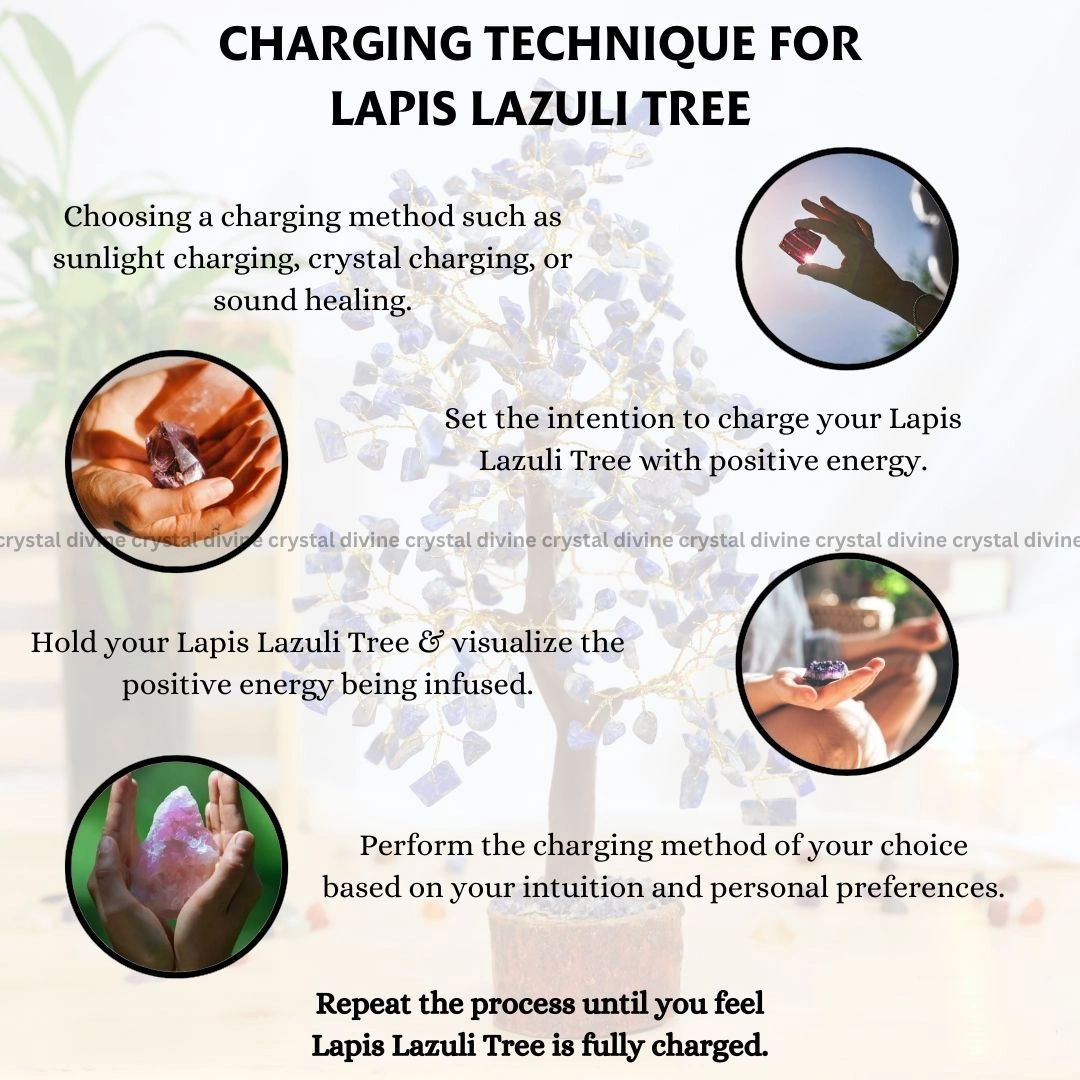 CHARGING TECHNIQUE FOR
LAPIS LAZULI TREE
Choosing a charging method such as
sunlight charging, crystal charging, or
sound healing.
Set the intention to charge your Lapis
Lazuli Tree with positive energy.
crystal divine crystal divine crystal divine crystal divine crystal divine crystal divine crystal divine crystal divine
Hold your Lapis Lazuli Tree & visualize the
positive energy being infused.
Perform the charging method of your choice
based on your intuition and personal preferences.
Repeat the process until you feel
Lapis Lazuli Tree is fully charged.